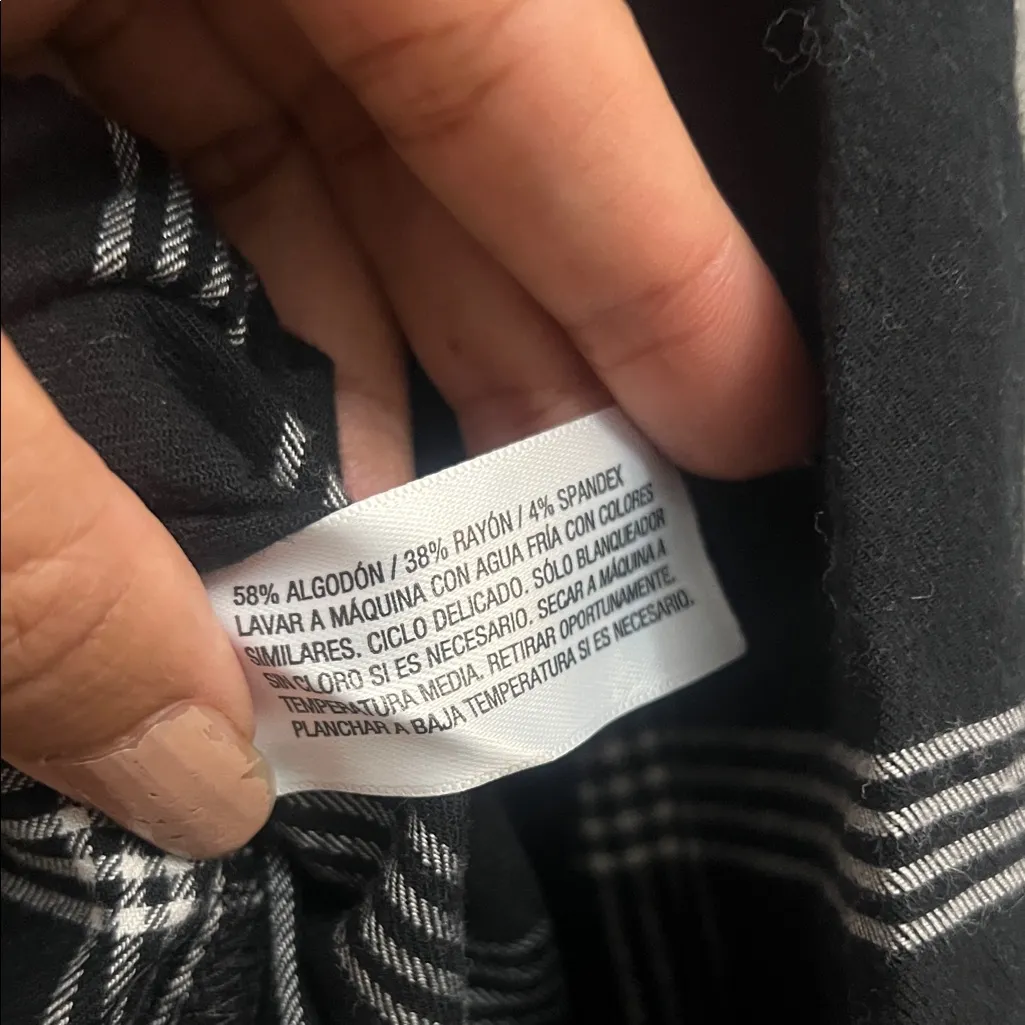 58% ALGODÓN / 38% RAYÓN / 4% SPANDEX
LAVAR A MÁQUINA CON AGUA FRÍA CON COLORES
SIMILARES. CICLO DELICADO. SÓLO BLANQUEADOR
SIN CLORO SI ES NECESARIO. SECAR A MÁQUINA A
TEMPERATURA MEDIA. RETIRAR OPORTUNAMENTE.
PLANCHAR A BAJA TEMPERATURA SI ES NECESARIO.